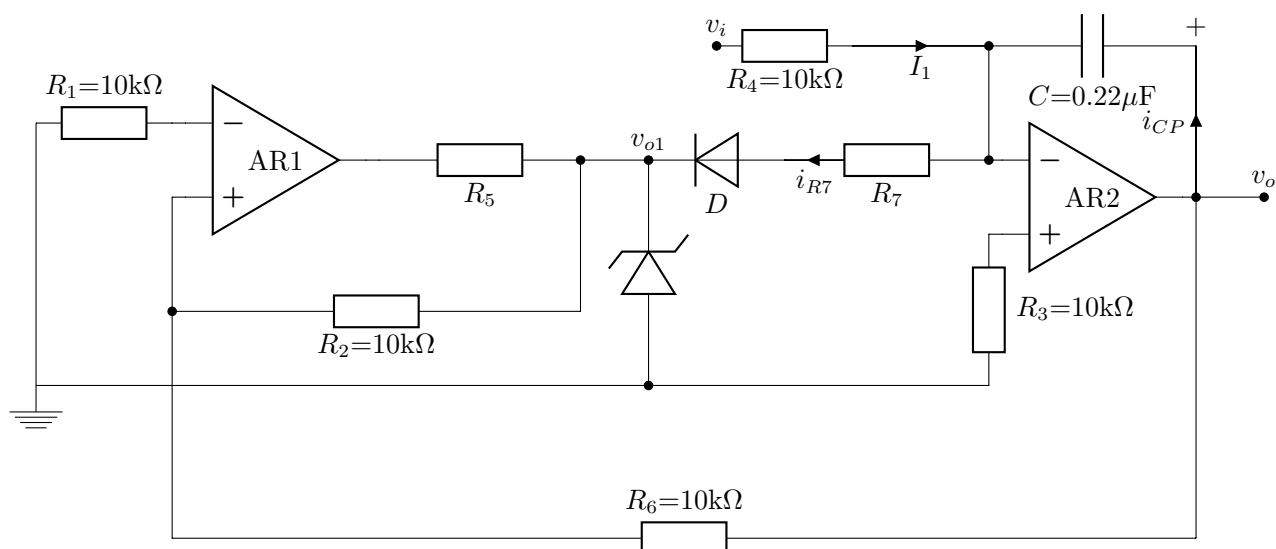 v_i
+
R_4=10kΩ
I_1
R_1=10kΩ
C=0.22μF
i_CP
−
AR1
+
v_o1
R_5
D
i_R7
R_7
−
AR2
+
v_o
R_3=10kΩ
R_2=10kΩ
R_6=10kΩ